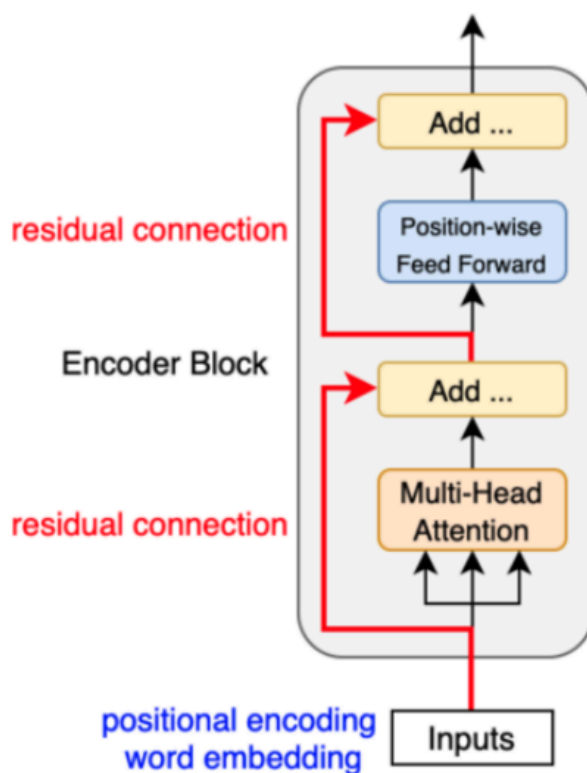 Add ...
residual connection
Position-wise
Feed Forward
Encoder Block
Add ...
Multi-Head
Attention
residual connection
positional encoding
word embedding
Inputs